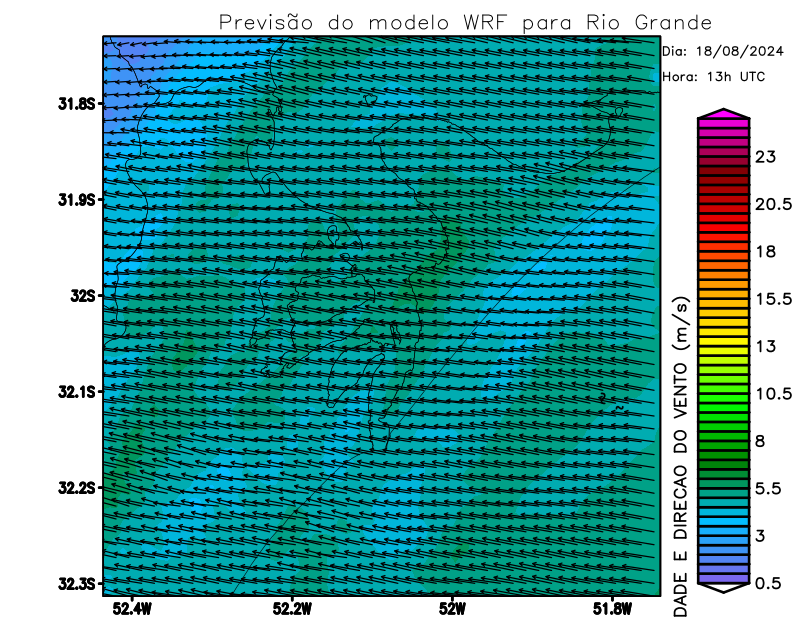 Previsão do modelo WRF para Rio Grande
Dia: 18/08/2024
Hora: 13h UTC
31.8S
31.9S
32S
32.1S
32.2S
32.3S
52.4W
52.2W
52W
51.8W
DADE E DIRECAO DO VENTO (m/s)
23
20.5
18
15.5
13
10.5
8
5.5
3
0.5